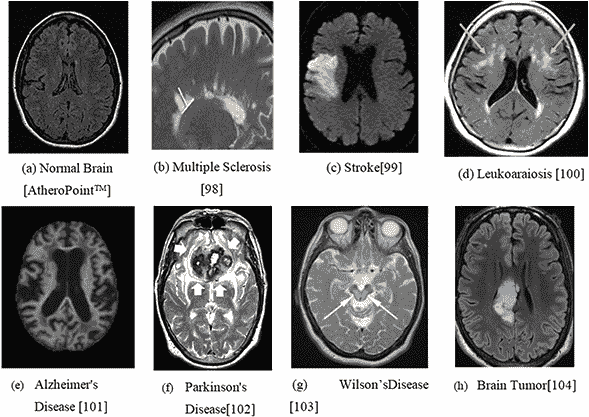 (a) Normal Brain
[AtheroPoint™]
(b) Multiple Sclerosis
[98]
(c) Stroke[99]
(d) Leukoaraiosis [100]
(e) Alzheimer's
Disease [101]
(f) Parkinson's
Disease[102]
(g) Wilson’sDisease
[103]
(h) Brain Tumor[104]